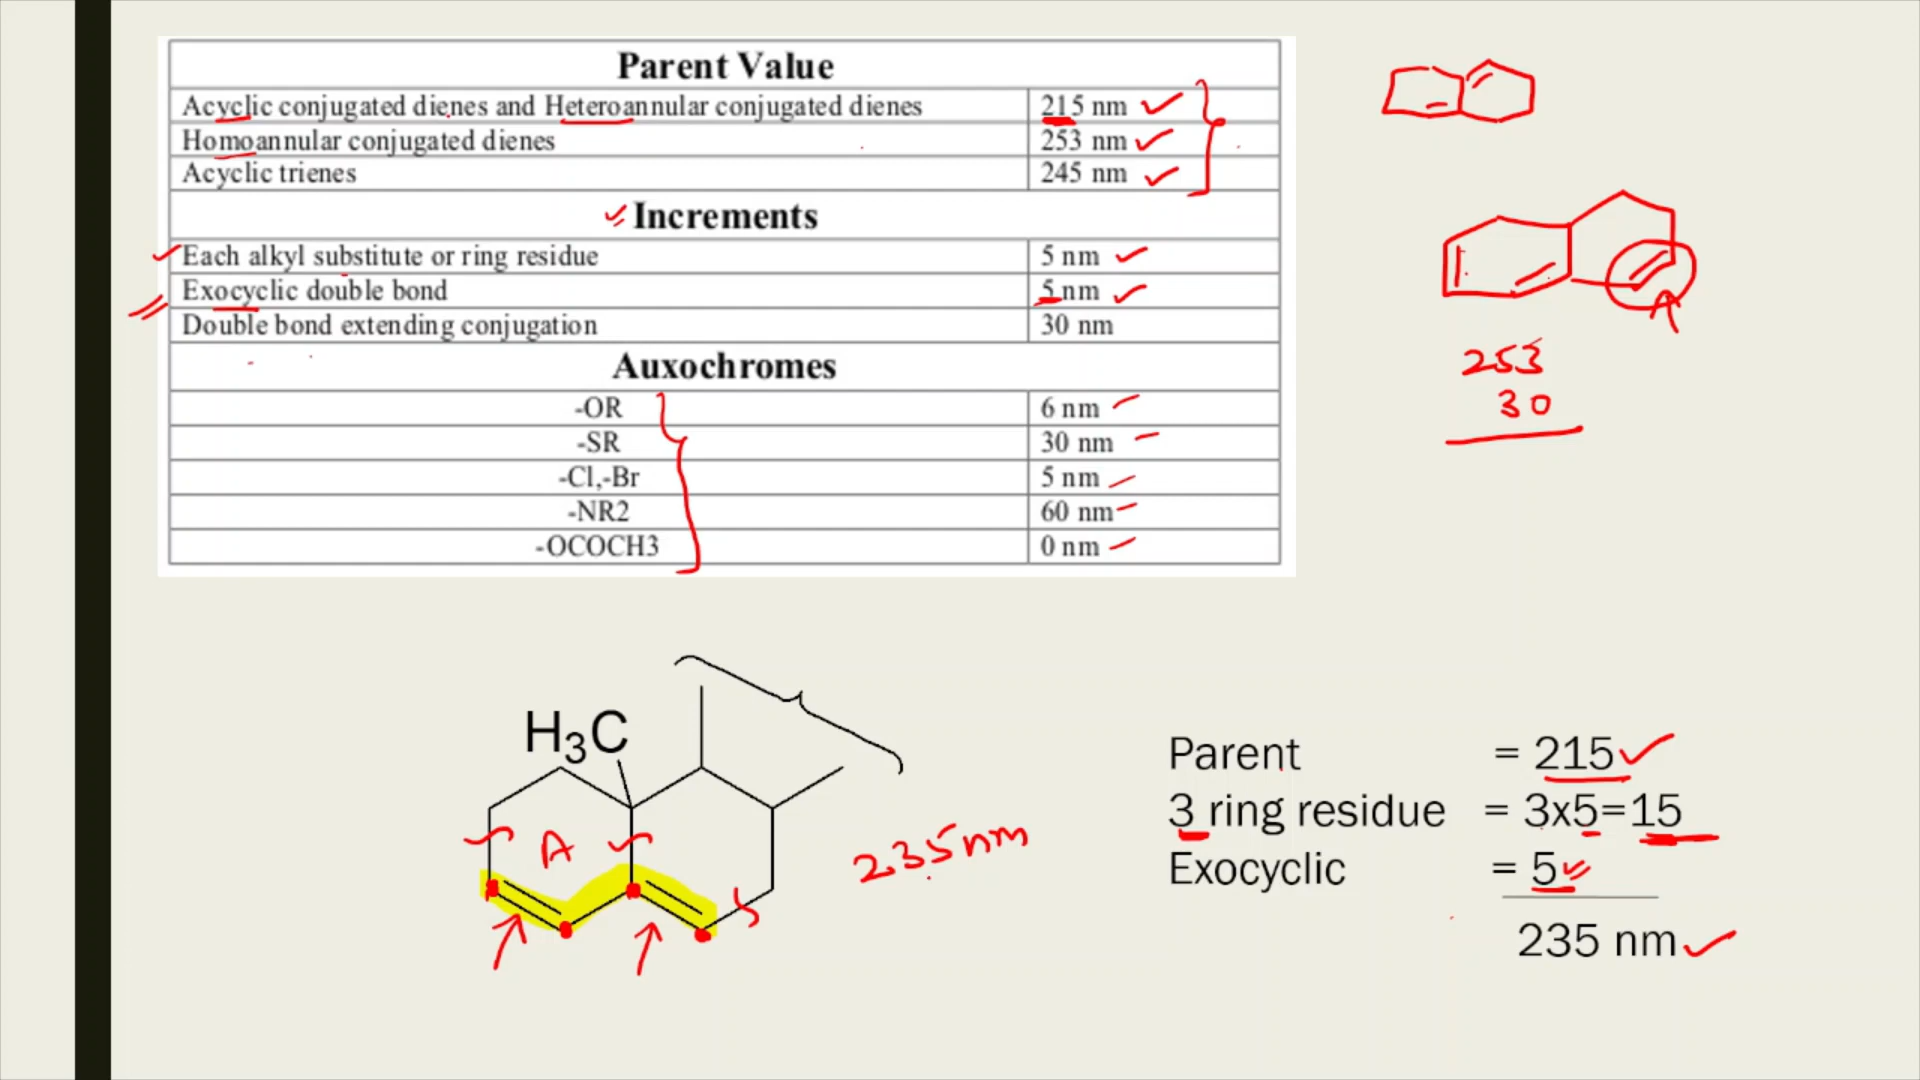 Parent Value
Acyclic conjugated dienes and Heteroannular conjugated dienes 215 nm
Homoannular conjugated dienes 253 nm
Acyclic trienes 245 nm
Increments
Each alkyl substitute or ring residue 5 nm
Exocyclic double bond 5 nm
Double bond extending conjugation 30 nm
Auxochromes
-OR 6 nm
-SR 30 nm
-Cl,-Br 5 nm
-NR2 60 nm
-OCOCH3 0 nm
A
253
30
H3C
A
235nm
Parent = 215
3 ring residue = 3x5=15
Exocyclic = 5
235 nm